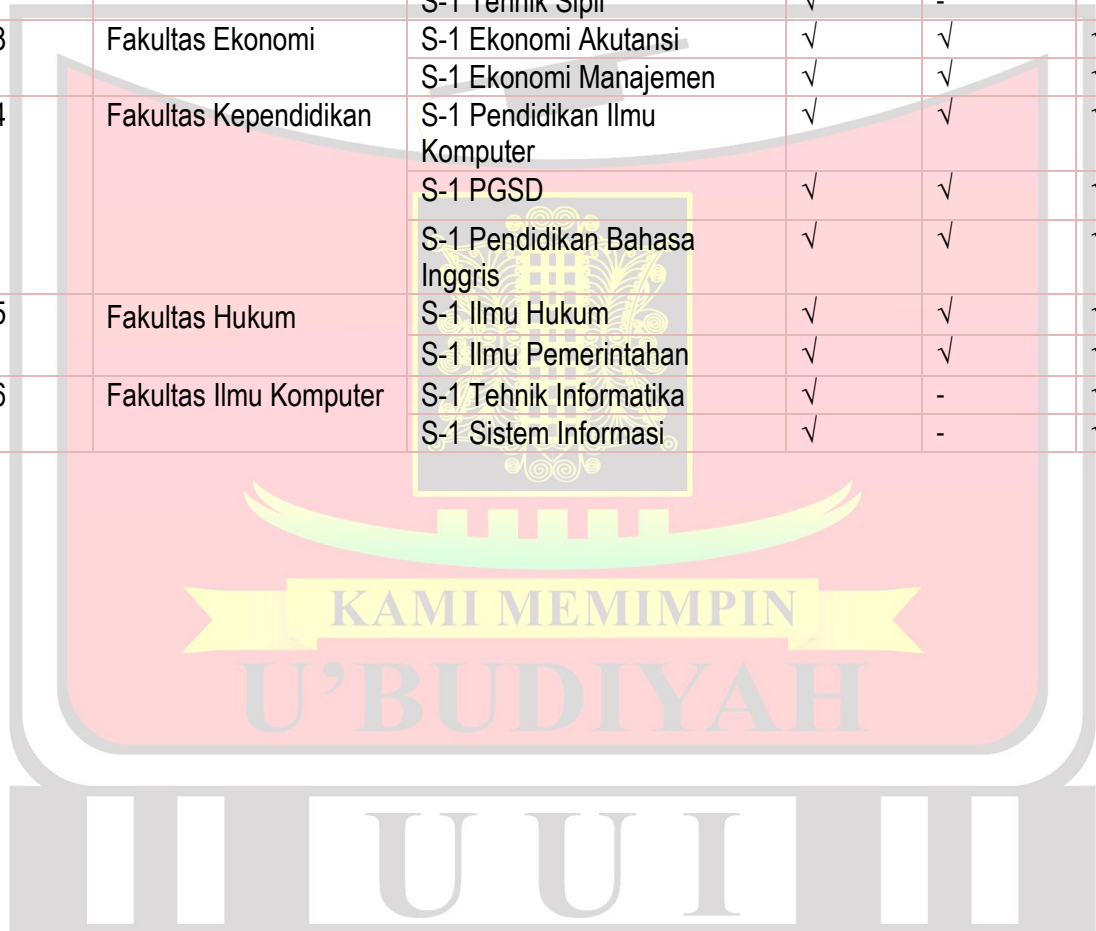 S-1 Tehnik Sipil √ -
3 Fakultas Ekonomi S-1 Ekonomi Akutansi √ √
S-1 Ekonomi Manajemen √ √
4 Fakultas Kependidikan S-1 Pendidikan Ilmu √ √
Komputer
S-1 PGSD √ √
S-1 Pendidikan Bahasa √ √
Inggris
5 Fakultas Hukum S-1 Ilmu Hukum √ √
S-1 Ilmu Pemerintahan √ √
6 Fakultas Ilmu Komputer S-1 Tehnik Informatika √ -
S-1 Sistem Informasi √ -
KAMI MEMIMPIN
U'BUDIYAH
UUI